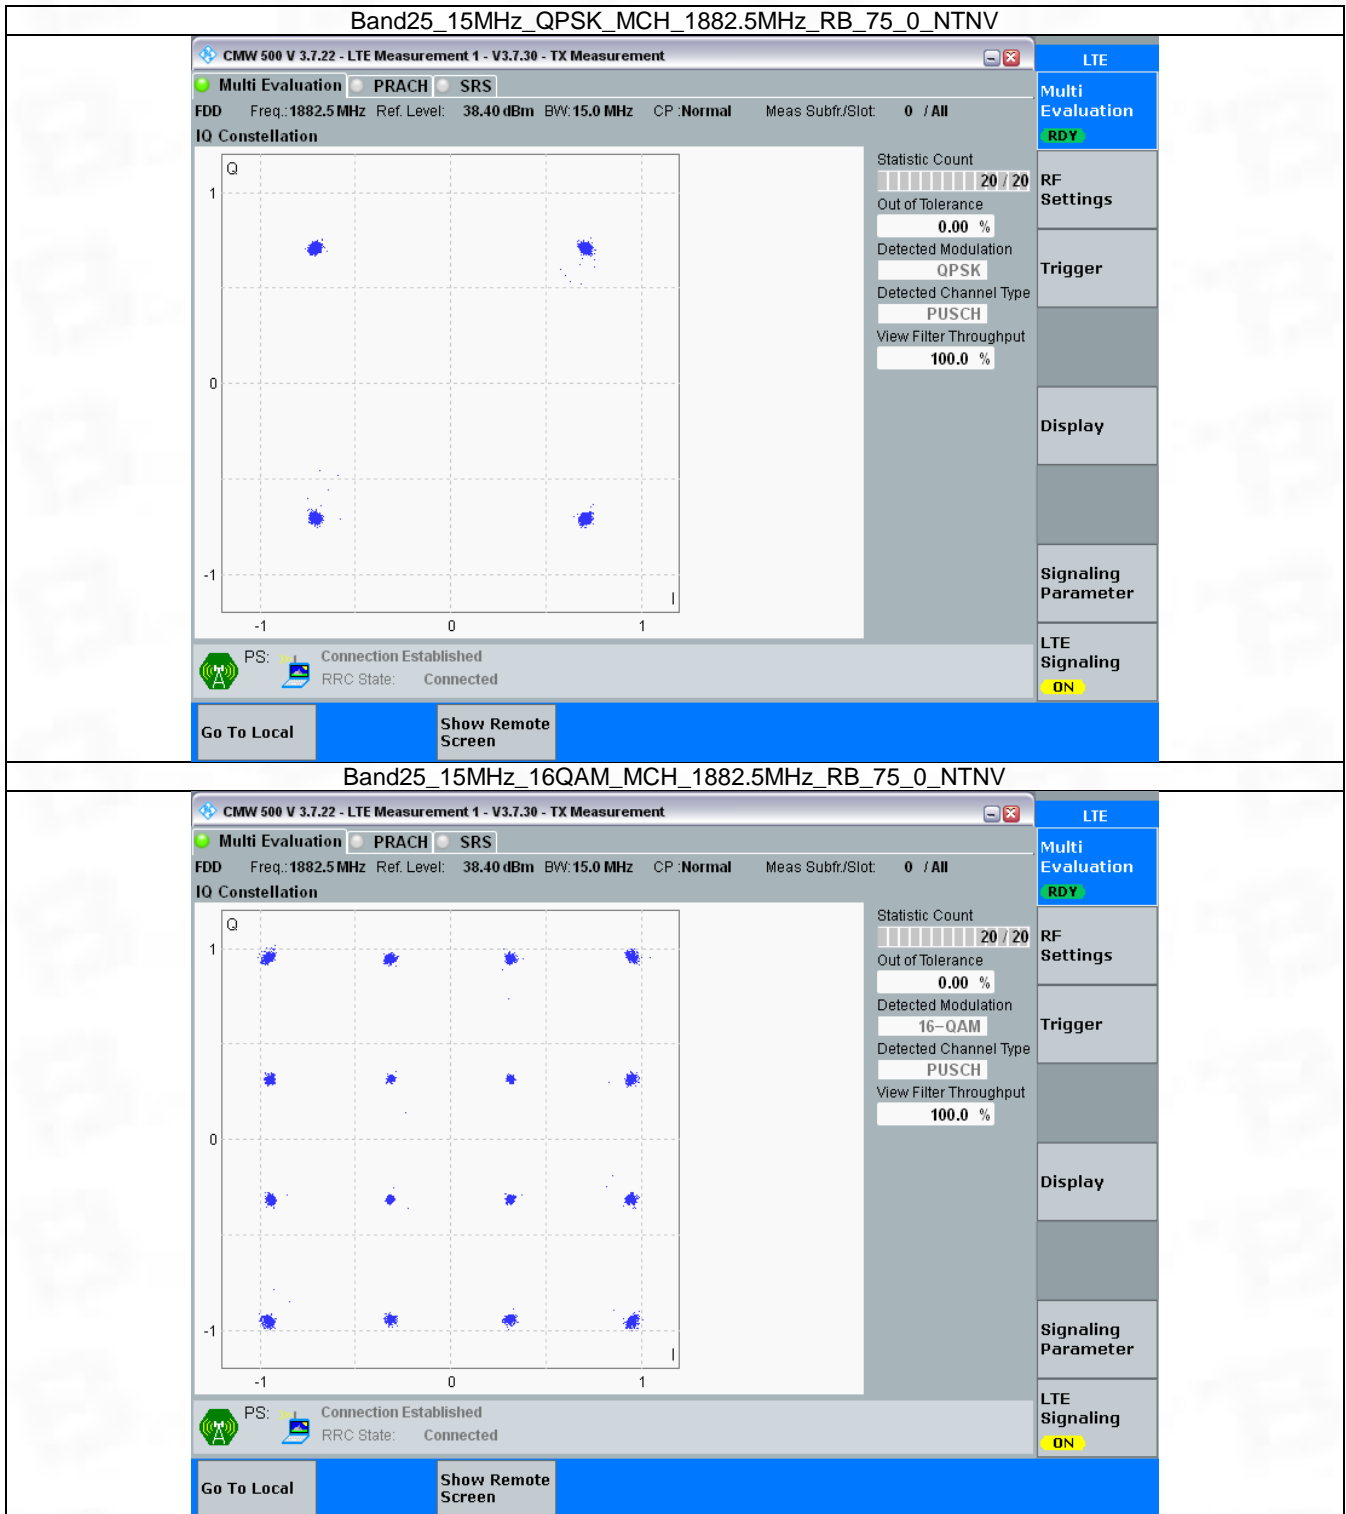 Band25_15MHz_QPSK_MCH_1882.5MHz_RB_75_0_NTNV
CMW 500 V 3.7.22 - LTE Measurement 1 - V3.7.30 - TX Measurement
LTE
Multi Evaluation PRACH SRS
Multi
Evaluation
RDY
FDD Freq.: 1882.5 MHz Ref. Level: 38.40 dBm BW: 15.0 MHz CP : Normal Meas Subfr./Slot: 0 / All
IQ Constellation
Q
1
0
-1
I
-1 0 1
Statistic Count
20 / 20
Out of Tolerance
0.00 %
Detected Modulation
QPSK
Detected Channel Type
PUSCH
View Filter Throughput
100.0 %
RF
Settings
Trigger
Display
Signaling
Parameter
LTE
Signaling
ON
PS: Connection Established
RRC State: Connected
Go To Local
Show Remote
Screen
Band25_15MHz_16QAM_MCH_1882.5MHz_RB_75_0_NTNV
CMW 500 V 3.7.22 - LTE Measurement 1 - V3.7.30 - TX Measurement
LTE
Multi Evaluation PRACH SRS
Multi
Evaluation
RDY
FDD Freq.: 1882.5 MHz Ref. Level: 38.40 dBm BW: 15.0 MHz CP : Normal Meas Subfr./Slot: 0 / All
IQ Constellation
Q
1
0
-1
I
-1 0 1
Statistic Count
20 / 20
Out of Tolerance
0.00 %
Detected Modulation
16-QAM
Detected Channel Type
PUSCH
View Filter Throughput
100.0 %
RF
Settings
Trigger
Display
Signaling
Parameter
LTE
Signaling
ON
PS: Connection Established
RRC State: Connected
Go To Local
Show Remote
Screen